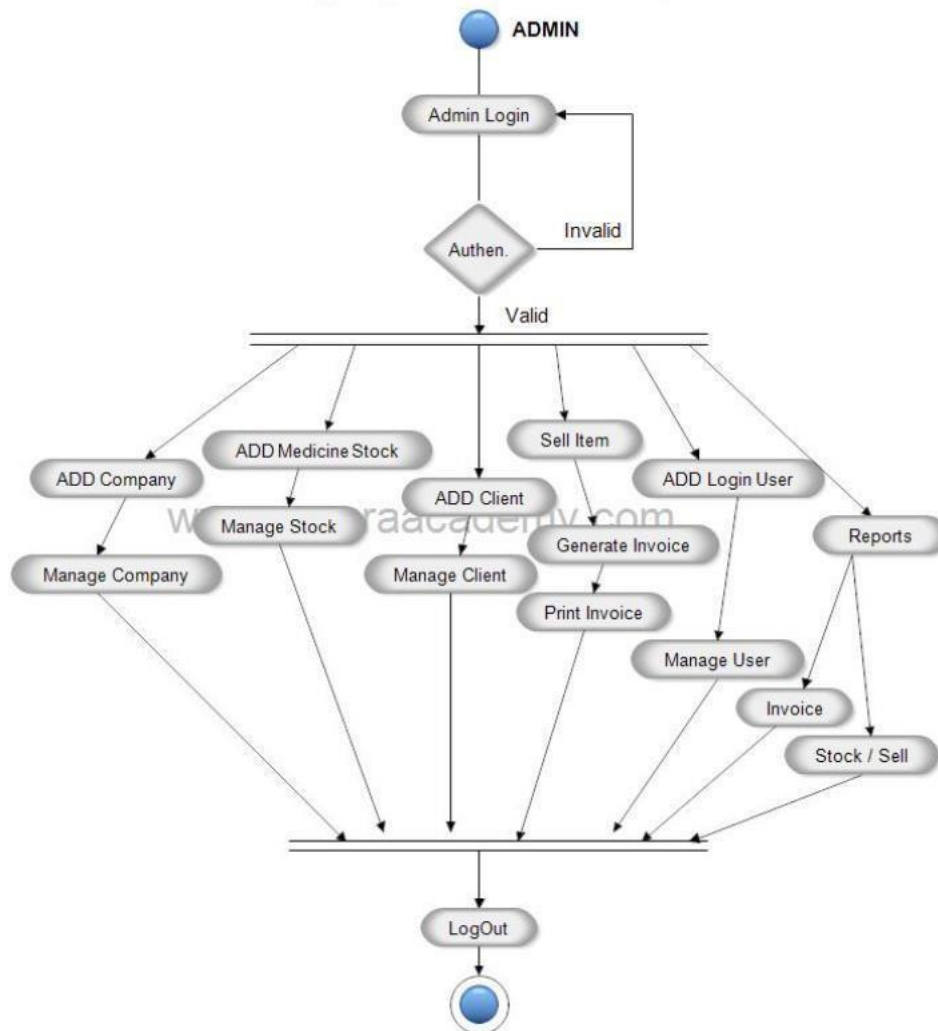 ADMIN
Admin Login
Invalid
Authen.
Valid
Sell Item
ADD Medicine Stock
ADD Company
ADD Login User
ADD Client
Manage Stock
Reports
Generate Invoice
Manage Company
Manage Client
Print Invoice
Manage User
Invoice
Stock / Sell
LogOut